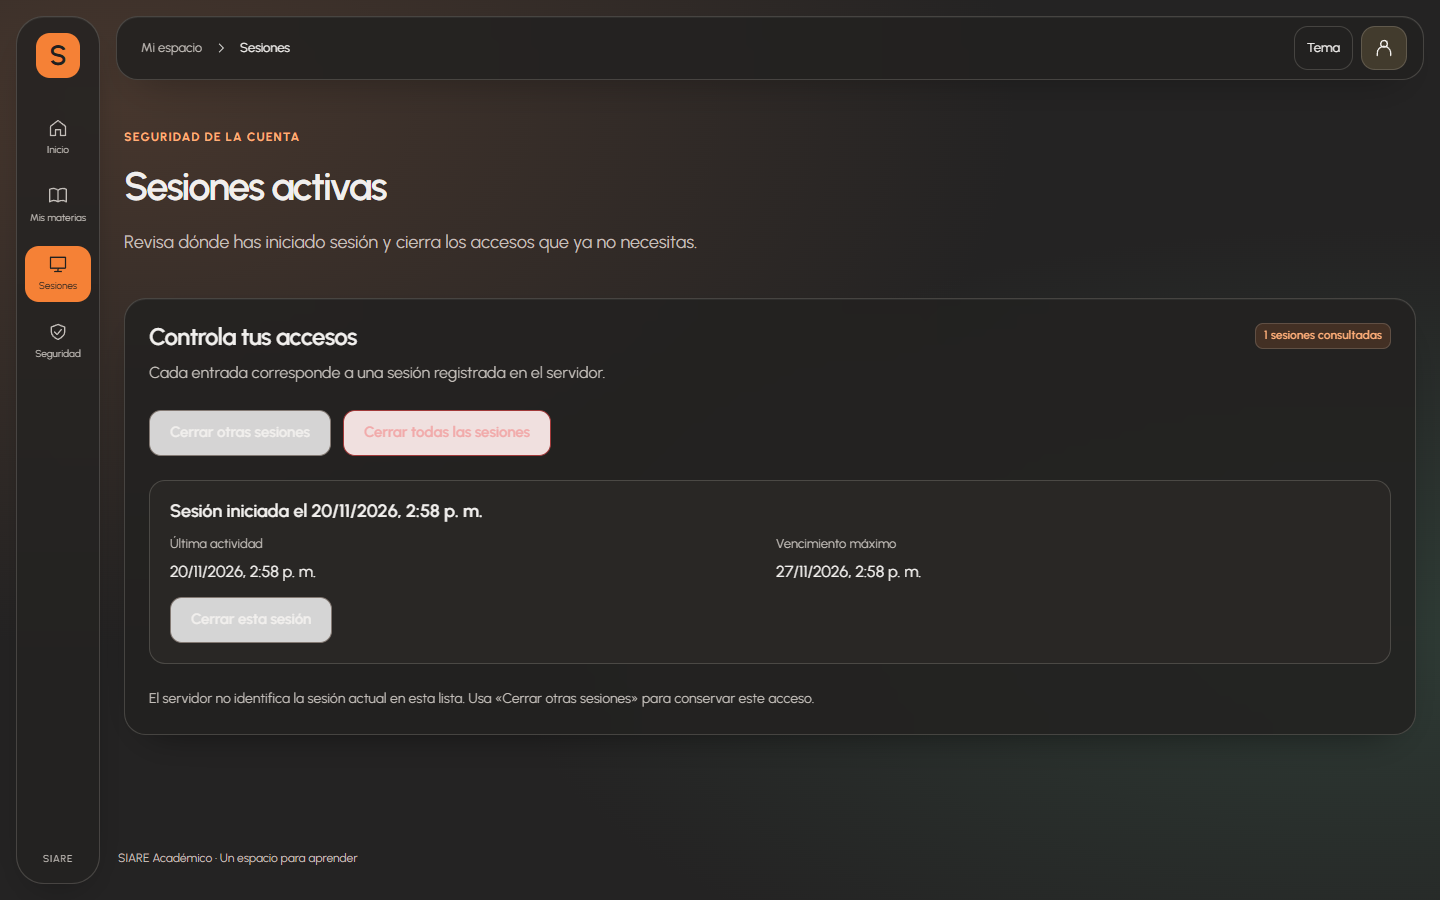 S
Mi espacio > Sesiones
Tema
Inicio
Mis materias
Sesiones
Seguridad
SIARE
SEGURIDAD DE LA CUENTA
Sesiones activas
Revisa dónde has iniciado sesión y cierra los accesos que ya no necesitas.
Controla tus accesos
1 sesiones consultadas
Cada entrada corresponde a una sesión registrada en el servidor.
Cerrar otras sesiones
Cerrar todas las sesiones
Sesión iniciada el 20/11/2026, 2:58 p. m.
Última actividad
Vencimiento máximo
20/11/2026, 2:58 p. m.
27/11/2026, 2:58 p. m.
Cerrar esta sesión
El servidor no identifica la sesión actual en esta lista. Usa «Cerrar otras sesiones» para conservar este acceso.
SIARE Académico · Un espacio para aprender